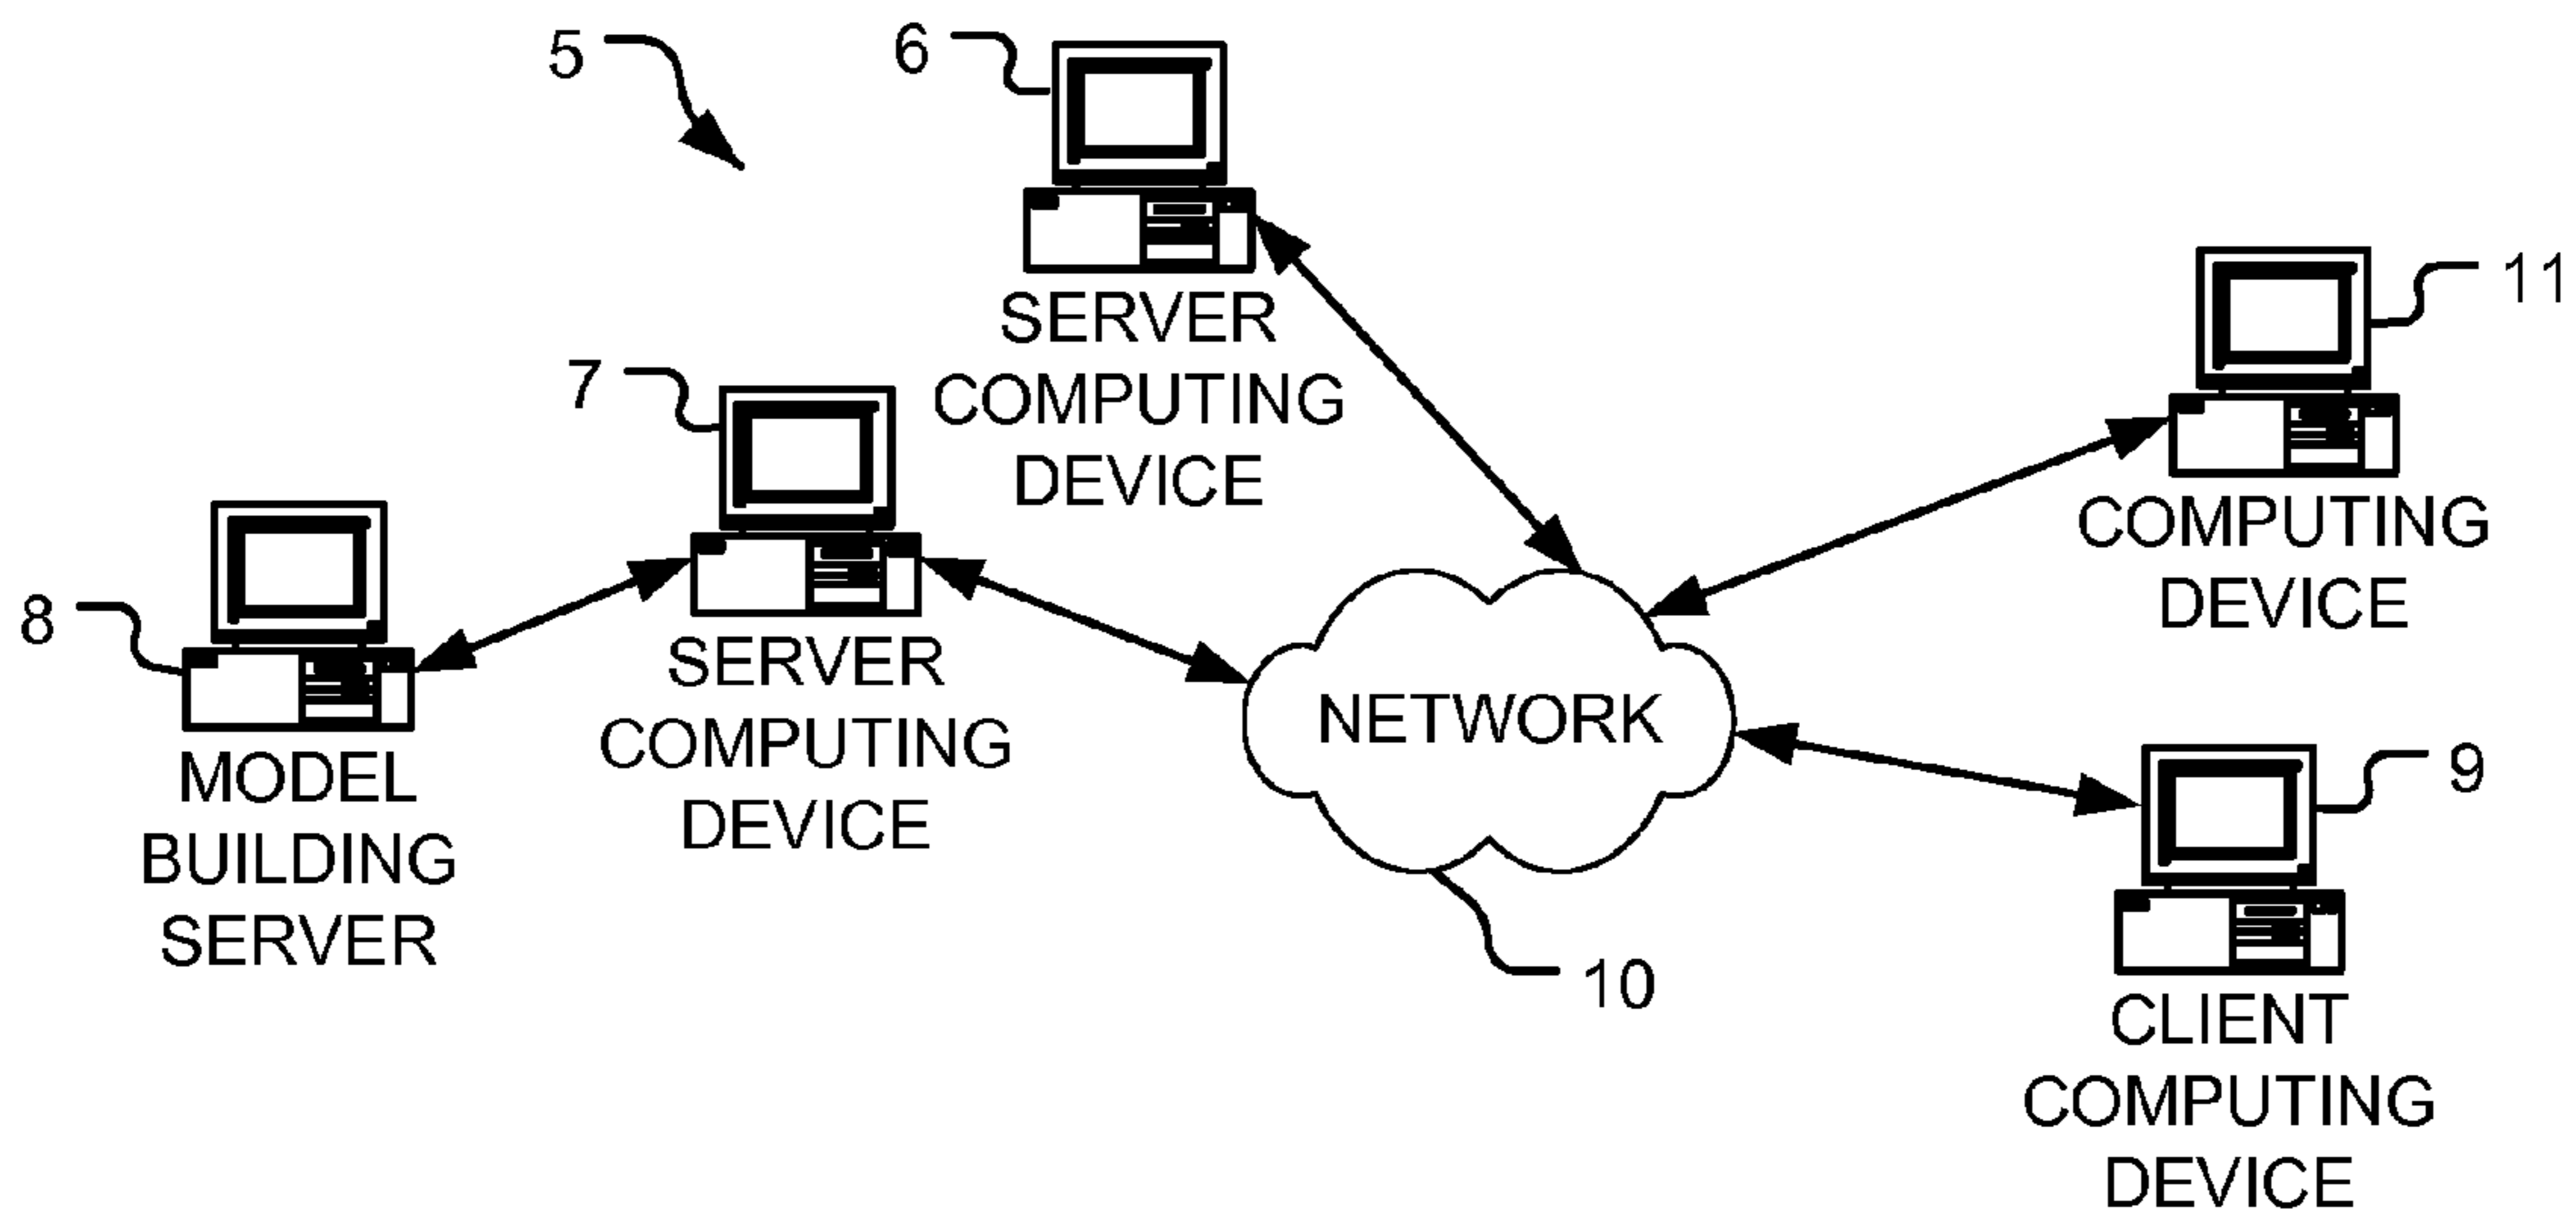 5
6
SERVER
COMPUTING
DEVICE
11
COMPUTING
DEVICE
7
SERVER
COMPUTING
DEVICE
8
MODEL
BUILDING
SERVER
NETWORK
10
9
CLIENT
COMPUTING
DEVICE